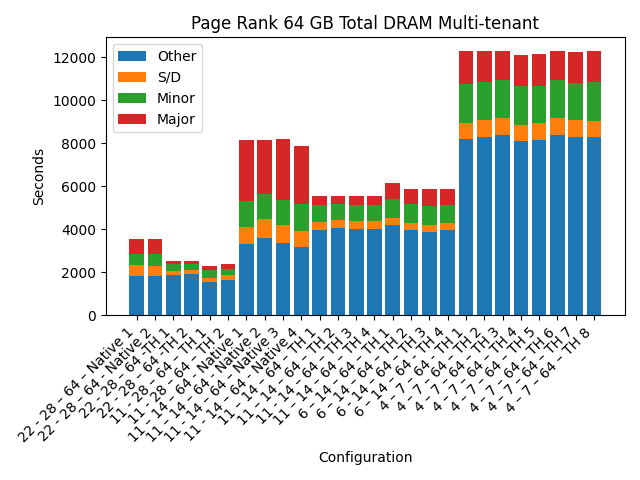 Page Rank 64 GB Total DRAM Multi-tenant
Other
S/D
Minor
Major
Seconds
12000
10000
8000
6000
4000
2000
0
22 - 28 - 64 - Native 1
22 - 28 - 64 - Native 2
22 - 28 - 64 -TH 1
22 - 28 - 64 -TH 2
11 - 28 - 64 - TH 1
11 - 28 - 64 - TH 2
11 - 14 - 64 - Native 1
11 - 14 - 64 - Native 2
11 - 14 - 64 - Native 3
11 - 14 - 64 - Native 4
11 - 14 - 64 - TH 1
11 - 14 - 64 - TH 2
11 - 14 - 64 - TH 3
11 - 14 - 64 - TH 4
6 - 14 - 64 - TH 1
6 - 14 - 64 - TH 2
6 - 14 - 64 - TH 3
6 - 14 - 64 - TH 4
4 - 7 - 64 - TH 1
4 - 7 - 64 - TH 2
4 - 7 - 64 - TH 3
4 - 7 - 64 - TH 4
4 - 7 - 64 - TH 5
4 - 7 - 64 - TH 6
4 - 7 - 64 - TH 7
4 - 7 - 64 - TH 8
Configuration